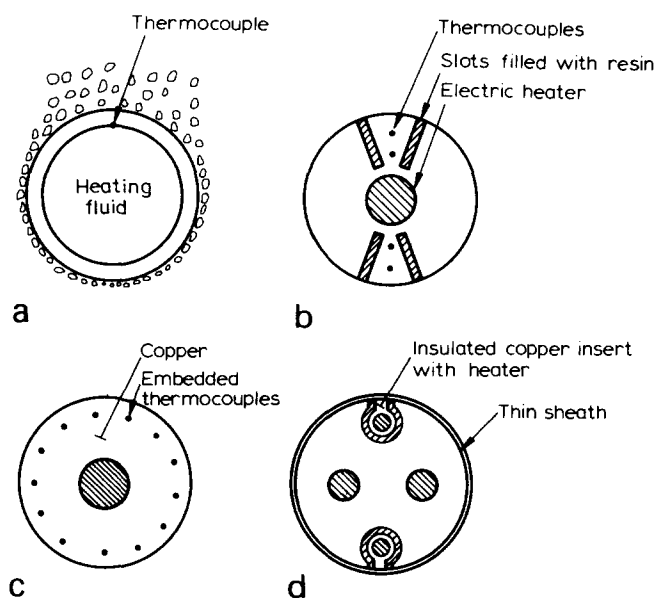 Thermocouple
Heating
fluid
a
Thermocouples
Slots filled with resin
Electric heater
b
Copper
Embedded
thermocouples
c
Insulated copper insert
with heater
Thin sheath
d